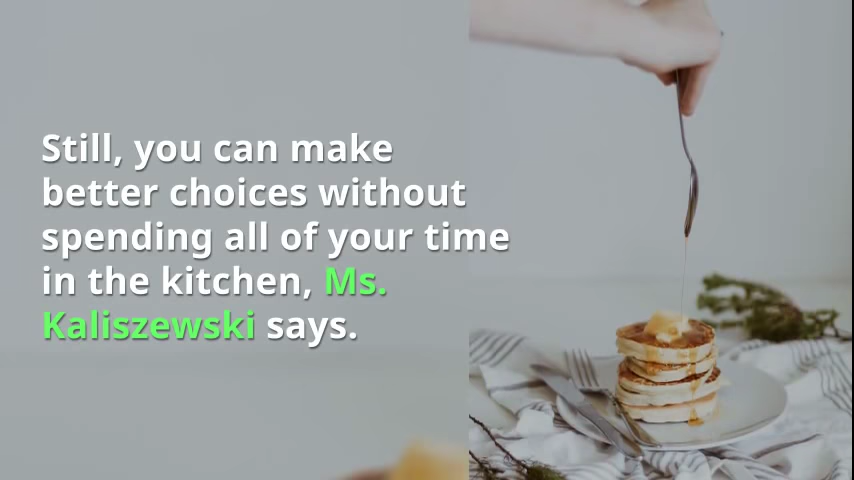 Still, you can make
better choices without
spending all of your time
in the kitchen, Ms.
Kaliszewski says.